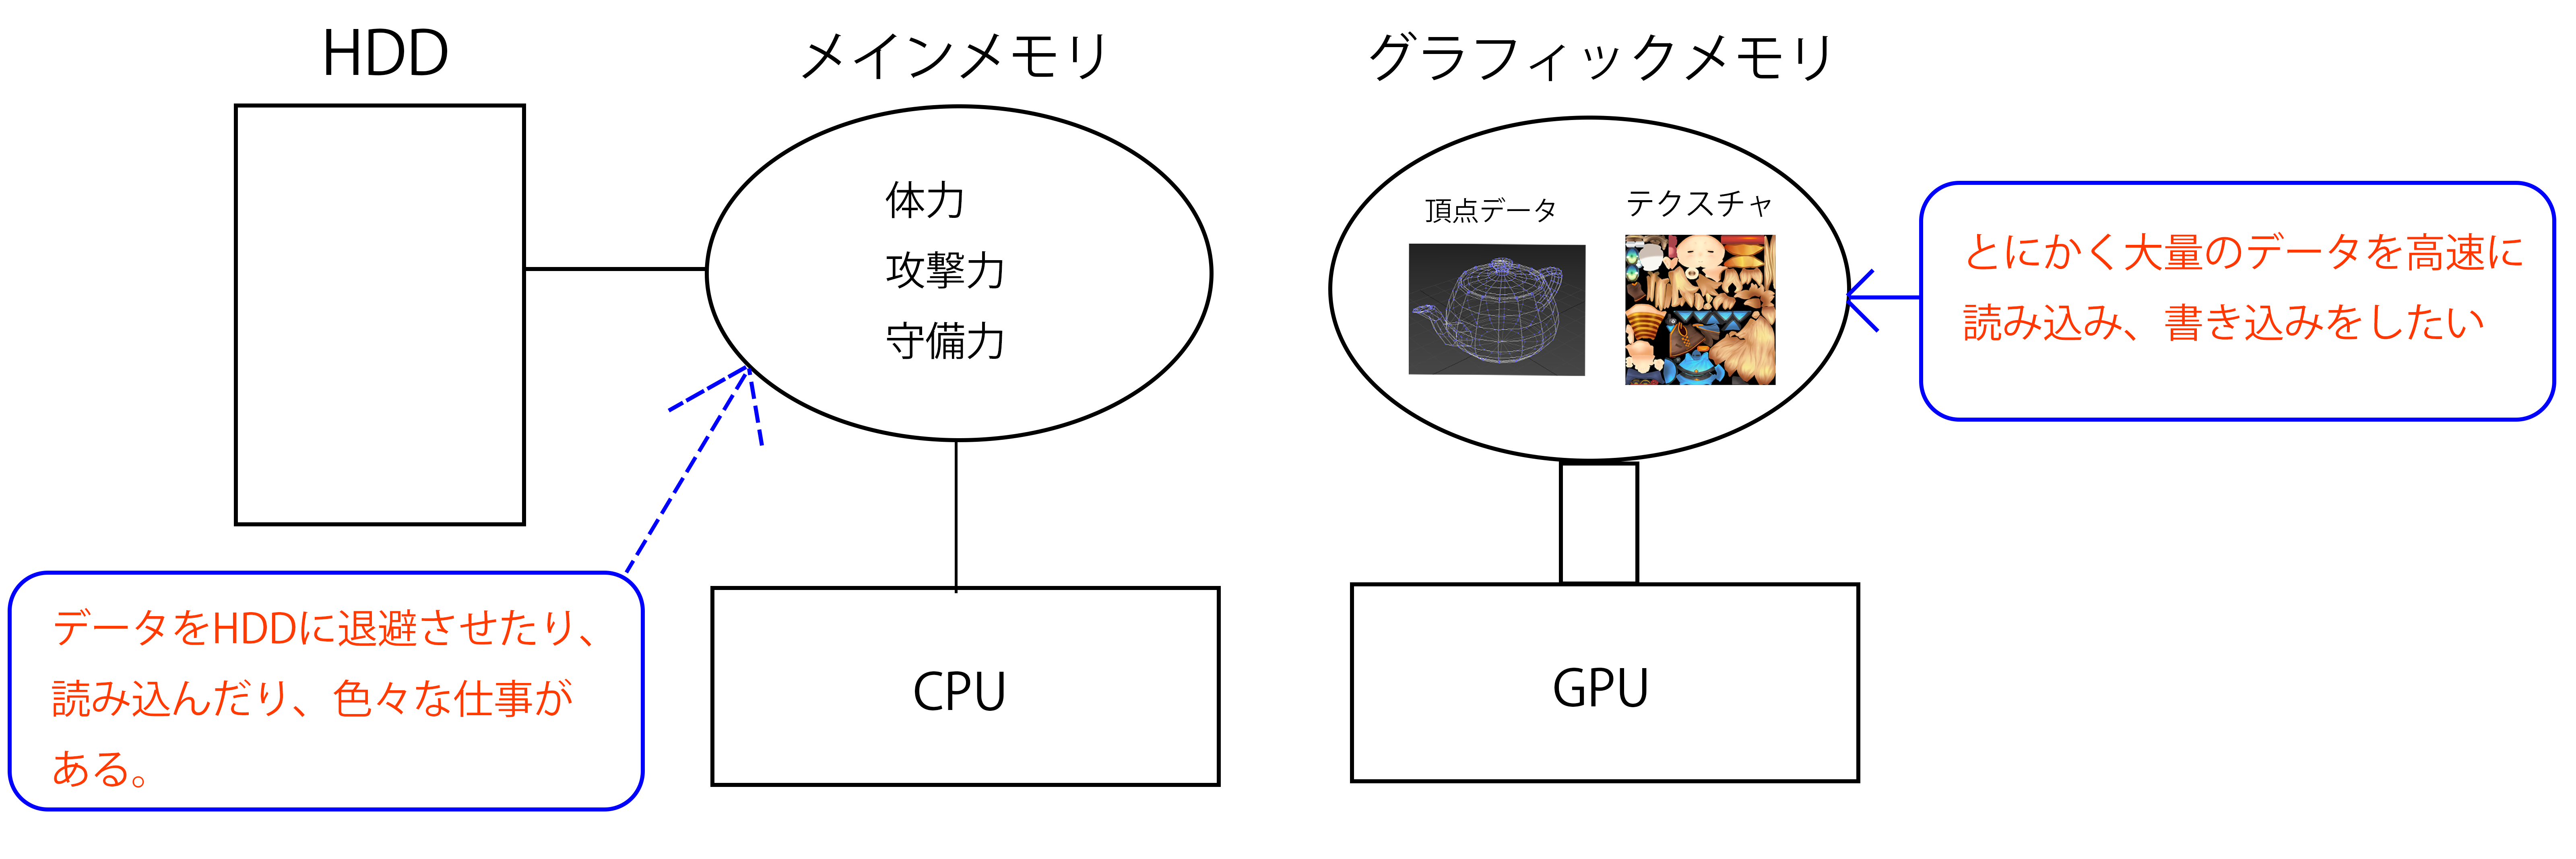 HDD
メインメモリ
グラフィックメモリ
体力
攻撃力
守備力
頂点データ
テクスチャ
とにかく大量のデータを高速に
読み込み、書き込みをしたい
データをHDDに退避させたり、
読み込んだり、色々な仕事が
ある。
CPU
GPU